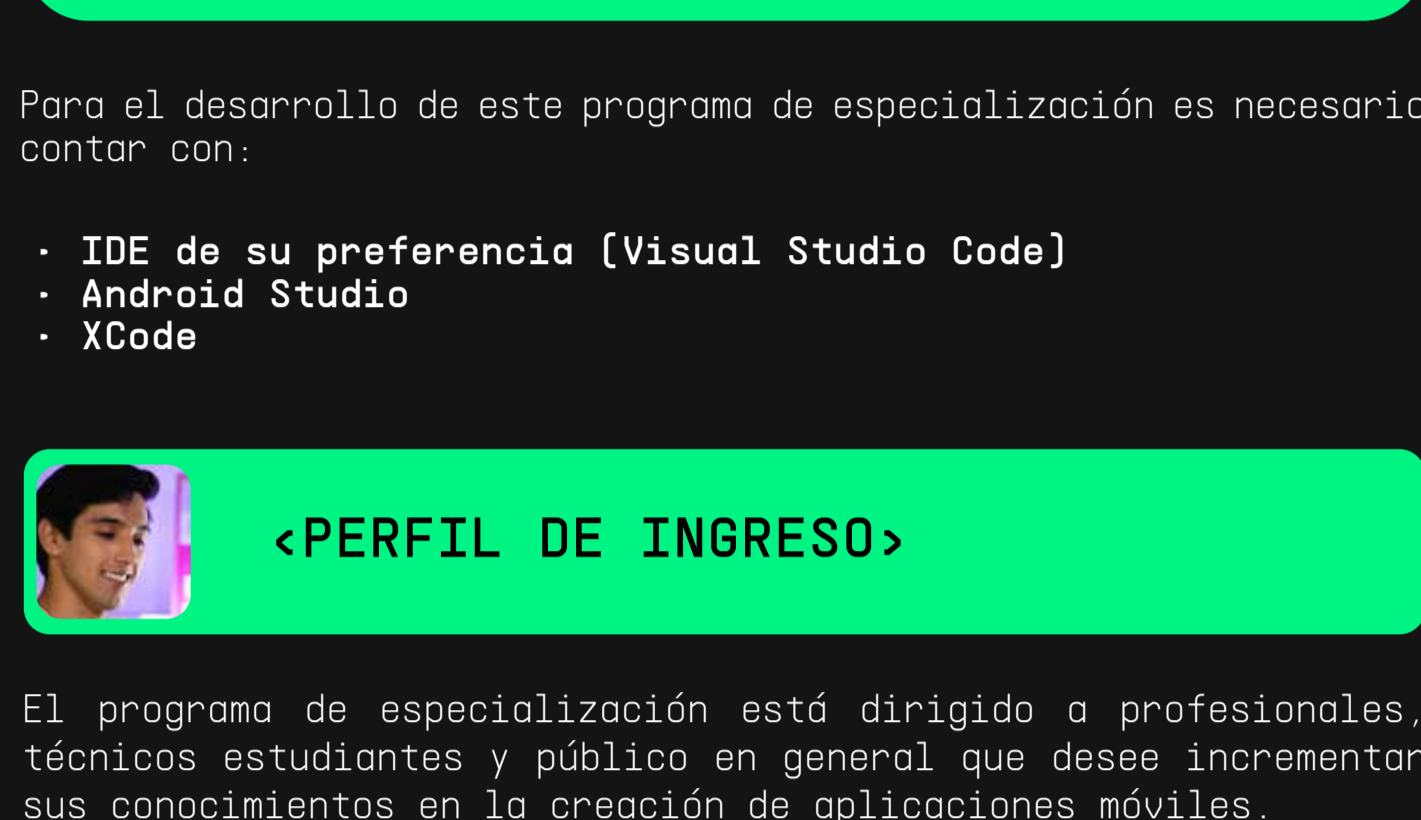 Para el desarrollo de este programa de especialización es necesario
contar con:
· IDE de su preferencia (Visual Studio Code)
· Android Studio
· XCode
<PERFIL DE INGRESO>
El programa de especialización está dirigido a profesionales,
técnicos estudiantes y público en general que desee incrementar
sus conocimientos en la creación de aplicaciones móviles.